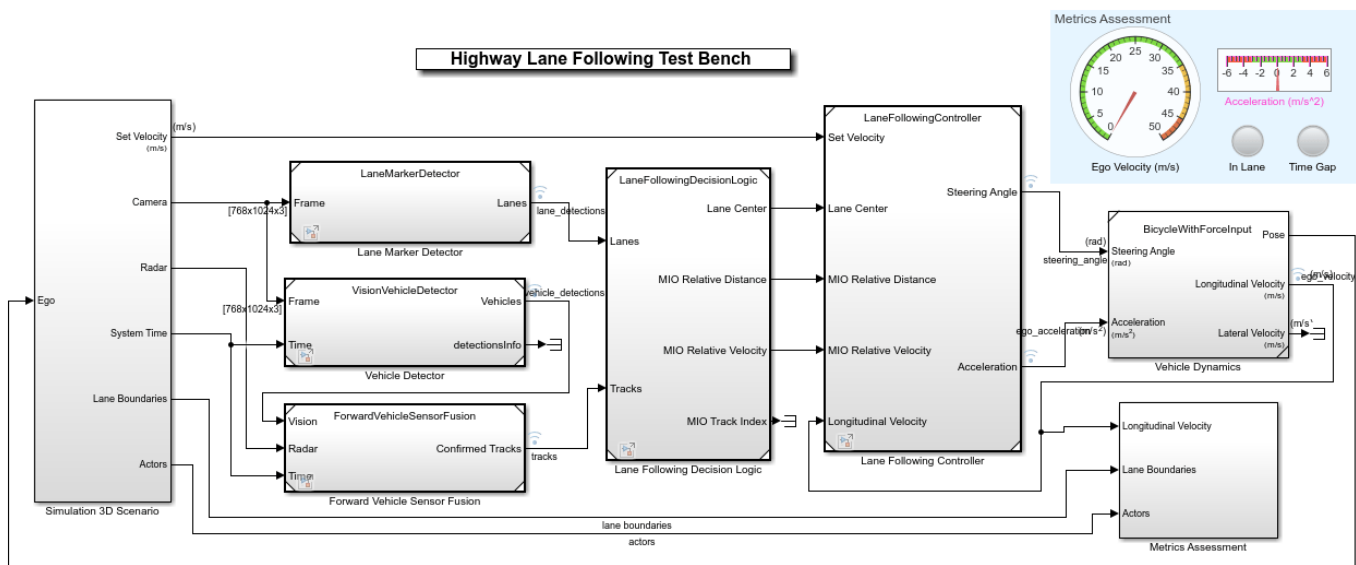 Highway Lane Following Test Bench
Metrics Assessment
0
10
15
20
25
30
35
40
50
Ego Velocity (m/s)
-6 -4 -2 0 2 4 6
Acceleration (m/s^2)
In Lane
Time Gap
Ego
Set Velocity
(m/s)
Camera
Radar
System Time
Lane Boundaries
Actors
Simulation 3D Scenario
(m/s)
[768x1024x3]
[768x1024x3]
LaneMarkerDetector
Frame
Lanes
Lane Marker Detector
lane_detections
VisionVehicleDetector
Frame
Time
Vehicles
detectionsInfo
Vehicle Detector
vehicle_detections
ForwardVehicleSensorFusion
Vision
Radar
Time
Confirmed Tracks
Forward Vehicle Sensor Fusion
tracks
LaneFollowingDecisionLogic
Lanes
Tracks
Lane Center
MIO Relative Distance
MIO Relative Velocity
MIO Track Index
Lane Following Decision Logic
LaneFollowingController
Set Velocity
Lane Center
MIO Relative Distance
MIO Relative Velocity
Longitudinal Velocity
Steering Angle
Acceleration
Lane Following Controller
(rad)
steering_angle
ego_acceleration
(m/s²)
BicycleWithForceInput
Steering Angle
(rad)
Acceleration
(m/s²)
Pose
Longitudinal Velocity
(m/s)
Lateral Velocity
(m/s)
Vehicle Dynamics
(m/s)
ego_velocity
(m/s
Longitudinal Velocity
Lane Boundaries
Actors
Metrics Assessment
lane boundaries
actors